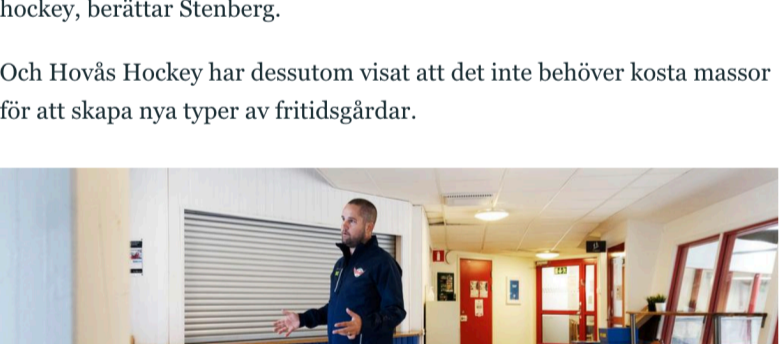 hockey, berättar Stenberg.
Och Hovås Hockey har dessutom visat att det inte behöver kosta massor
för att skapa nya typer av fritidsgårdar.